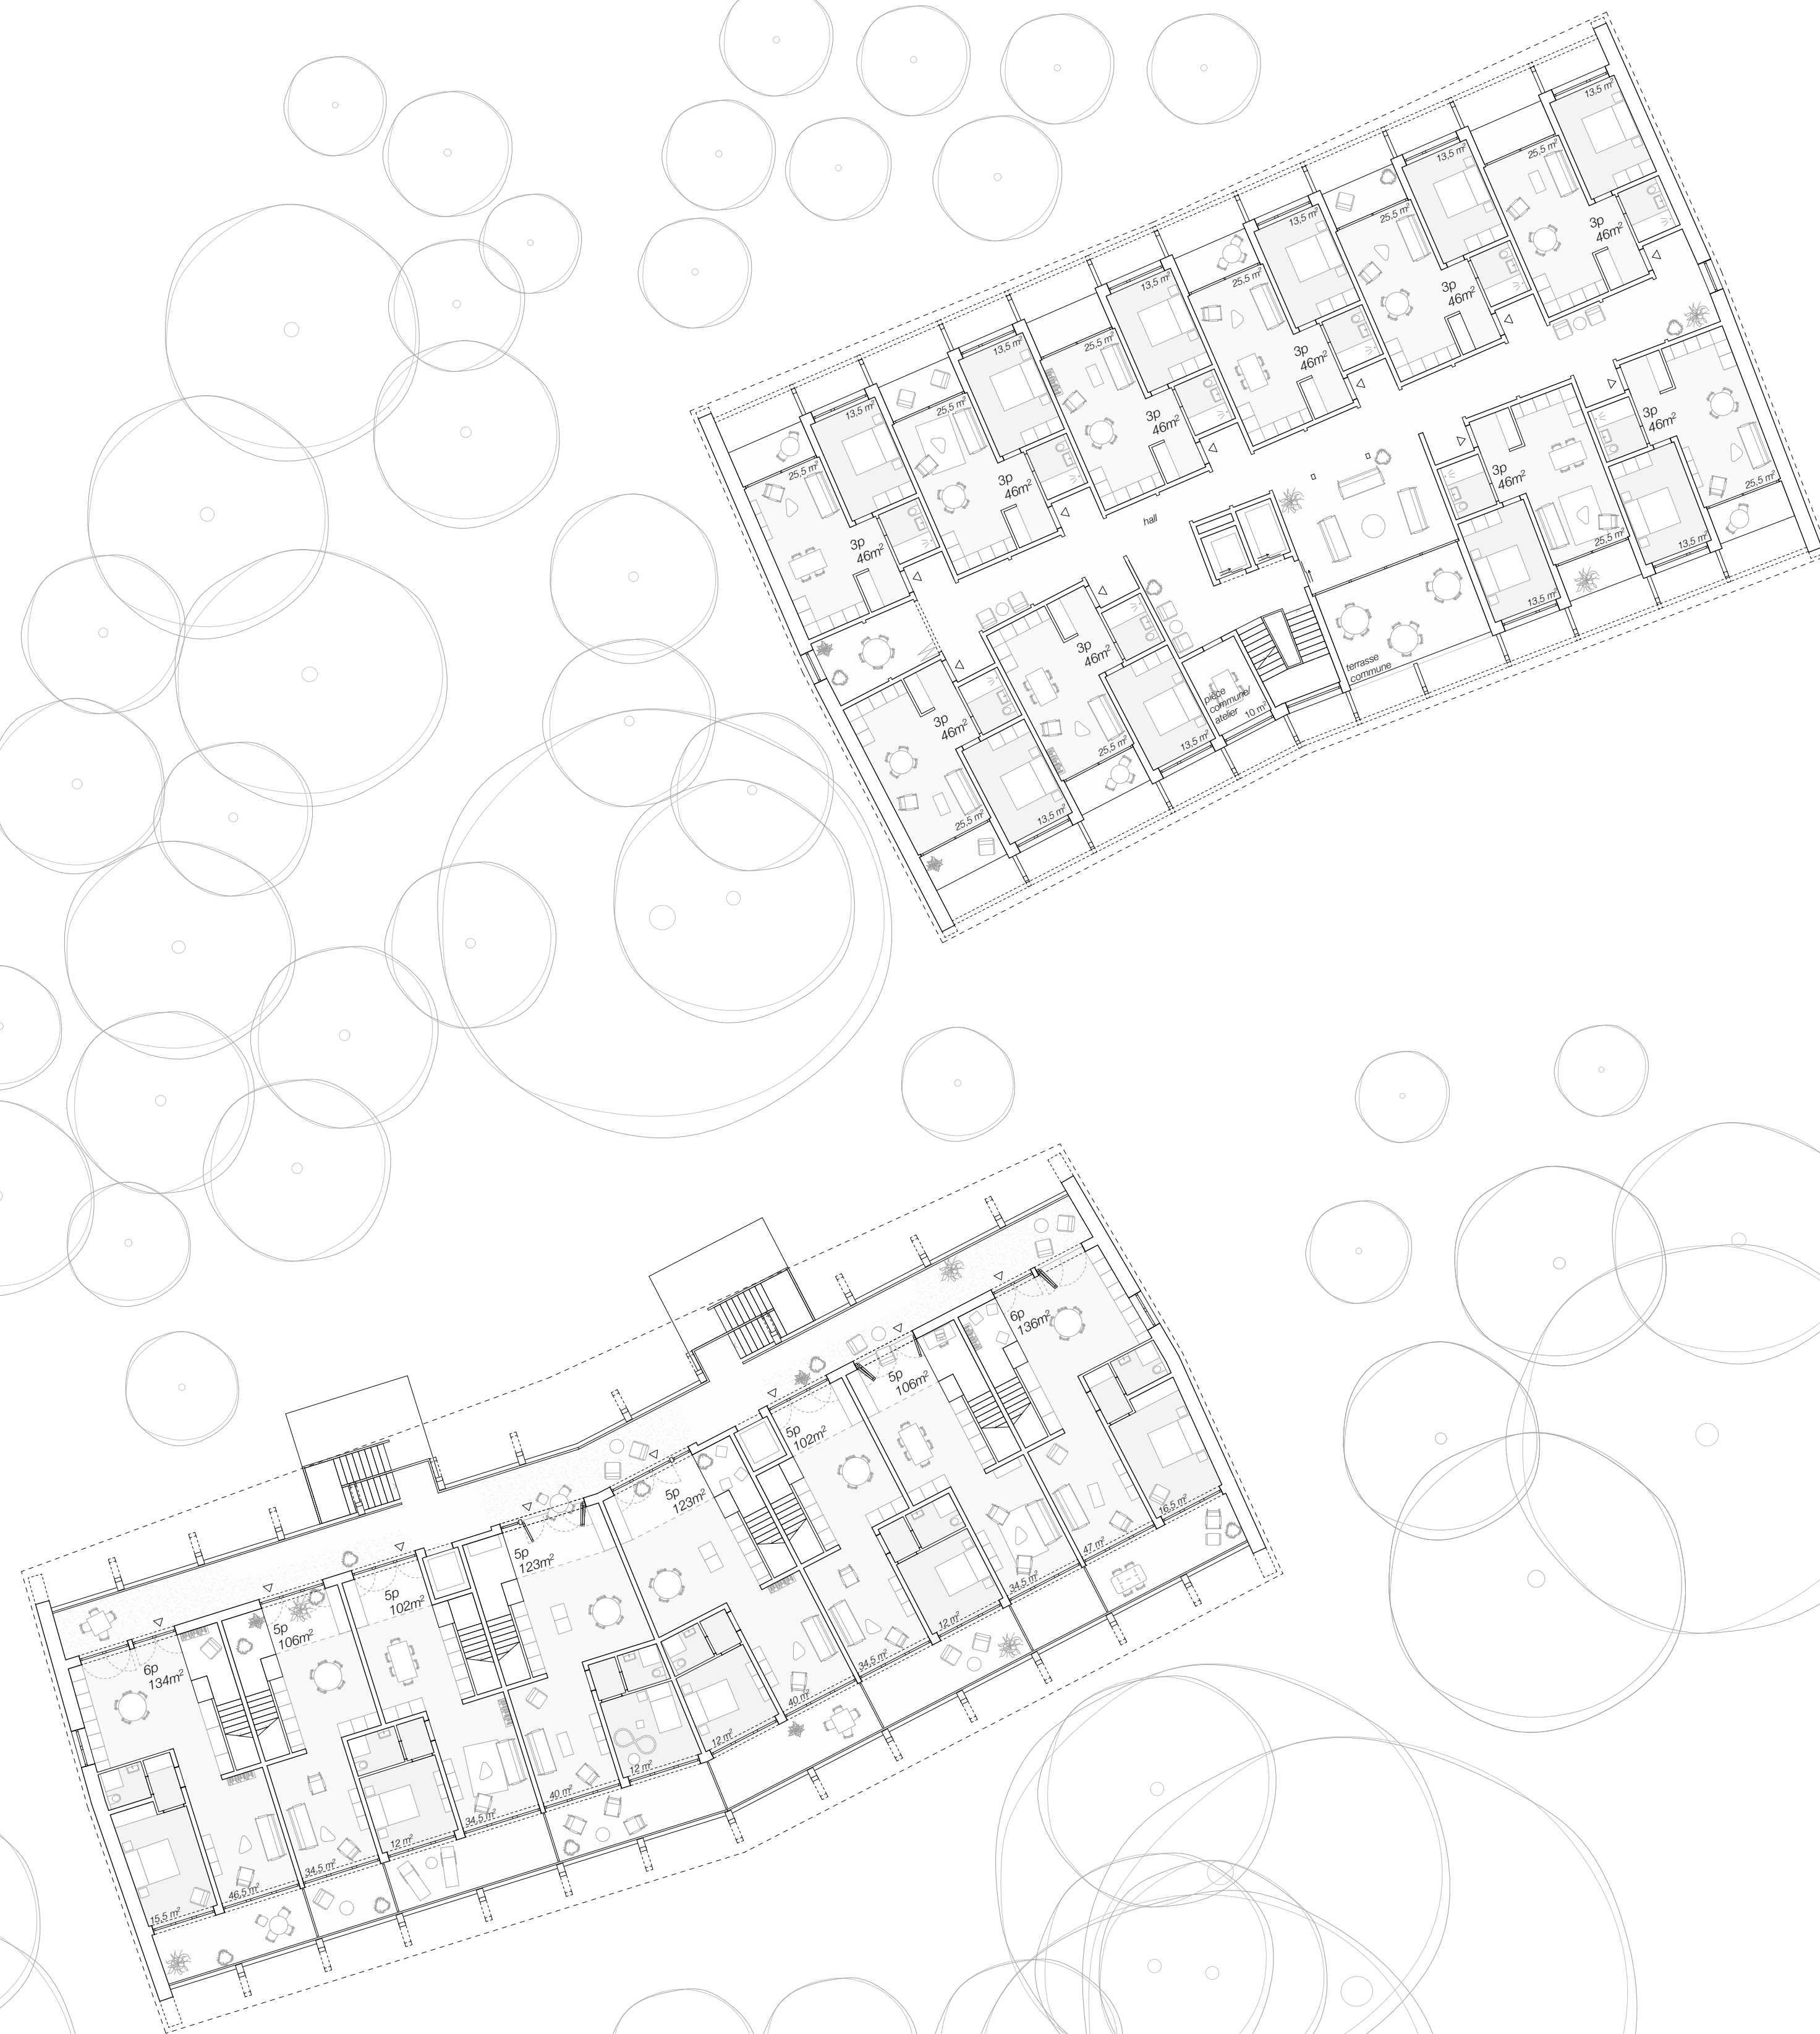 13,5 m²
25,5 m²
3p
46m²
13,5 m²
25,5 m²
3p
46m²
13,5 m²
25,5 m²
3p
46m²
13,5 m²
25,5 m²
3p
46m²
13,5 m²
25,5 m²
3p
46m²
13,5 m²
25,5 m²
3p
46m²
hall
3p
46m²
25,5 m²
13,5 m²
3p
46m²
25,5 m²
13,5 m²
3p
46m²
25,5 m²
13,5 m²
3p
46m²
25,5 m²
13,5 m²
pièce
commune/
atelier
10 m²
terrasse
commune
6p
136m²
47 m²
16,5 m²
5p
106m²
34,5 m²
12 m²
5p
102m²
34,5 m²
5p
123m²
40 m²
12 m²
5p
123m²
40 m²
12 m²
5p
102m²
34,5 m²
12 m²
5p
106m²
34,5 m²
6p
134m²
46,5 m²
15,5 m²